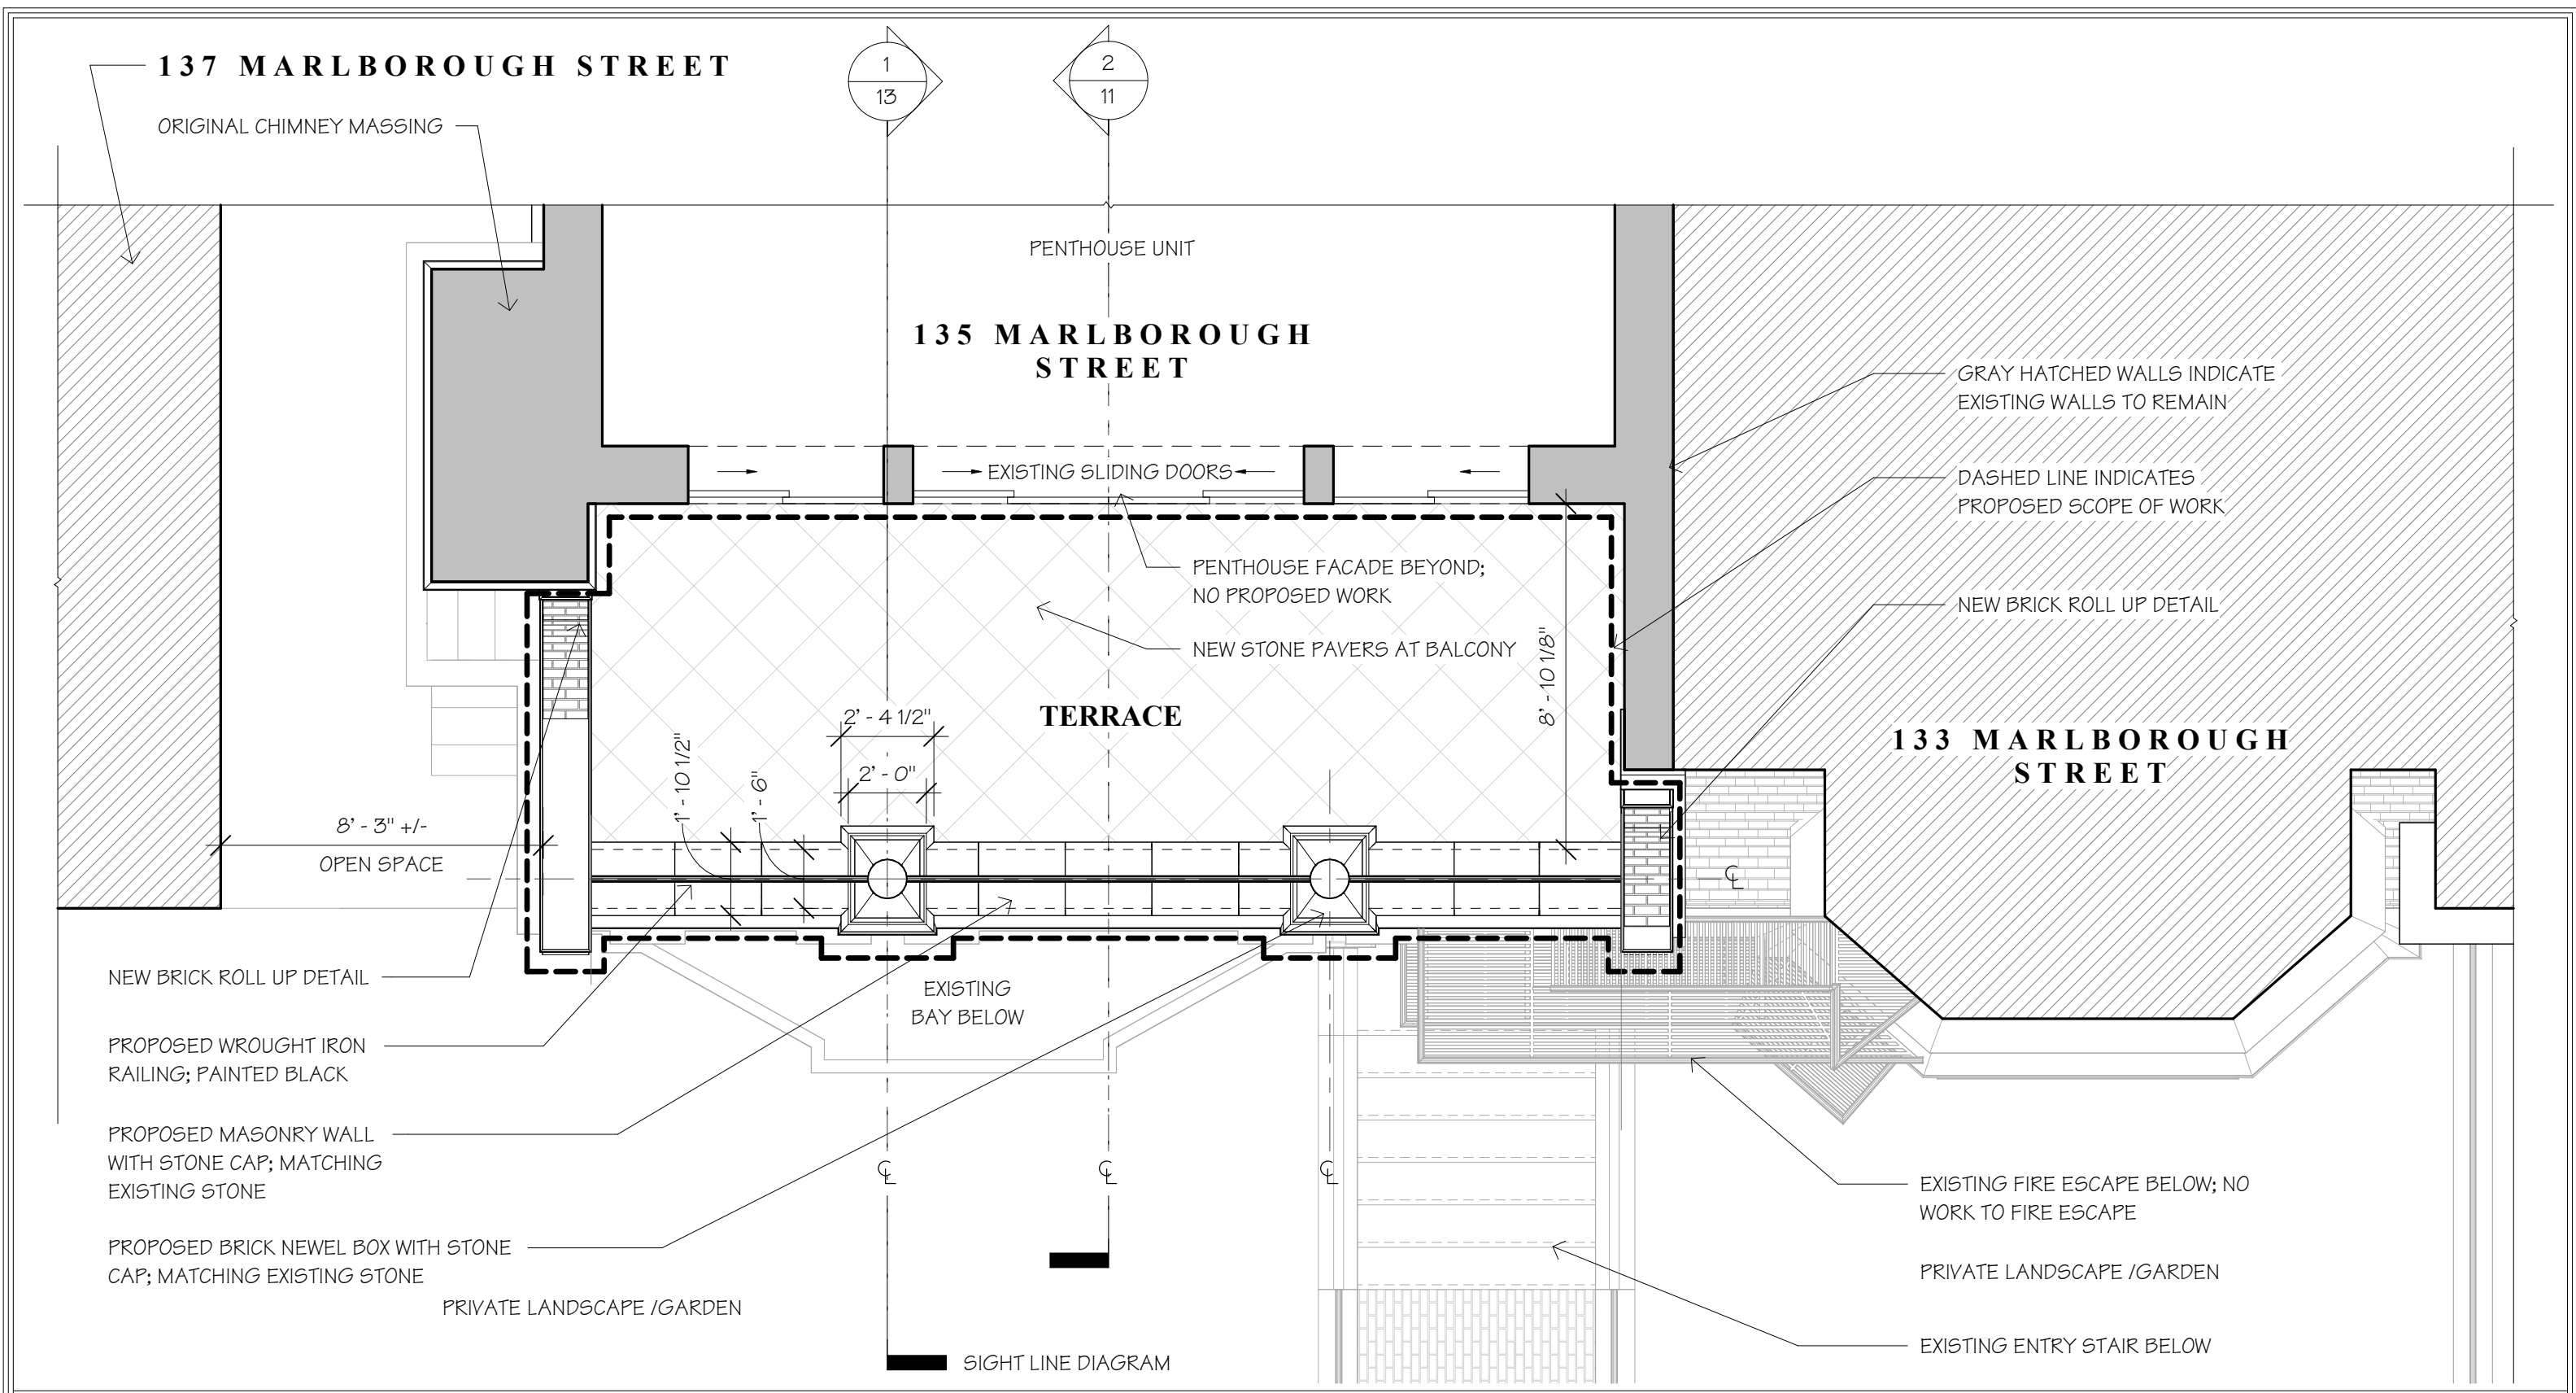 137 MARLBOROUGH STREET
ORIGINAL CHIMNEY MASSING
1
13
2
11
PENTHOUSE UNIT
135 MARLBOROUGH
STREET
EXISTING SLIDING DOORS
GRAY HATCHED WALLS INDICATE
EXISTING WALLS TO REMAIN
DASHED LINE INDICATES
PROPOSED SCOPE OF WORK
PENTHOUSE FACADE BEYOND;
NO PROPOSED WORK
NEW BRICK ROLL UP DETAIL
NEW STONE PAVERS AT BALCONY
8' - 10 1/8"
TERRACE
2' - 4 1/2"
2' - 0"
1' - 10 1/2"
1' - 6"
133 MARLBOROUGH
STREET
8' - 3" +/-
OPEN SPACE
℄
NEW BRICK ROLL UP DETAIL
EXISTING
BAY BELOW
PROPOSED WROUGHT IRON
RAILING; PAINTED BLACK
PROPOSED MASONRY WALL
WITH STONE CAP; MATCHING
EXISTING STONE
℄
℄
℄
EXISTING FIRE ESCAPE BELOW; NO
WORK TO FIRE ESCAPE
PROPOSED BRICK NEWEL BOX WITH STONE
CAP; MATCHING EXISTING STONE
PRIVATE LANDSCAPE /GARDEN
PRIVATE LANDSCAPE /GARDEN
EXISTING ENTRY STAIR BELOW
SIGHT LINE DIAGRAM